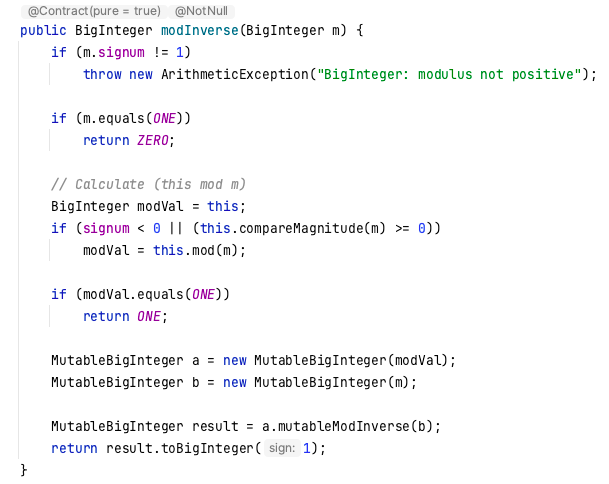 @Contract(pure = true) @NotNull
public BigInteger modInverse(BigInteger m) {
    if (m.signum != 1)
        throw new ArithmeticException("BigInteger: modulus not positive");

    if (m.equals(ONE))
        return ZERO;

    // Calculate (this mod m)
    BigInteger modVal = this;
    if (signum < 0 || (this.compareMagnitude(m) >= 0))
        modVal = this.mod(m);

    if (modVal.equals(ONE))
        return ONE;

    MutableBigInteger a = new MutableBigInteger(modVal);
    MutableBigInteger b = new MutableBigInteger(m);

    MutableBigInteger result = a.mutableModInverse(b);
    return result.toBigInteger( sign: 1);
}